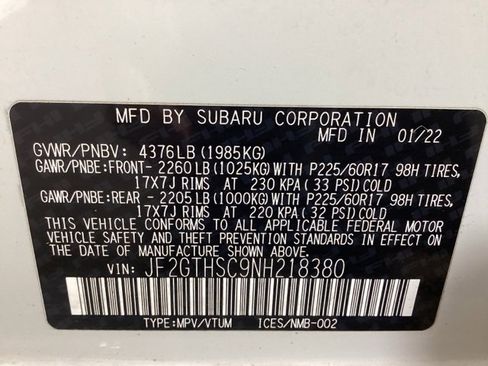 MFD BY SUBARU CORPORATION
MFD IN 01/22
GVWR/PNBV: 4376LB(1985KG)
GAWR/PNBE:FRONT- 2260LB(1025KG)WITH P225/60R17 98H TIRES,
17X7J RIMS AT 230 KPA(33 PSI)COLD
GAWR/PNBE:REAR - 2205LB(1000KG)WITH P225/60R17 98H TIRES,
17X7J RIMS AT 220 KPA(32 PSI)COLD
THIS VEHICLE CONFORMS TO ALL APPLICABLE FEDERAL MOTOR
VEHICLE SAFETY AND THEFT PREVENTION STANDARDS IN EFFECT ON
THE DATE OF MANUFACTURE SHOWN ABOVE.
VIN: JF2GTHSC9NH218380
TYPE:MPV/VTUM ICES/NMB-002